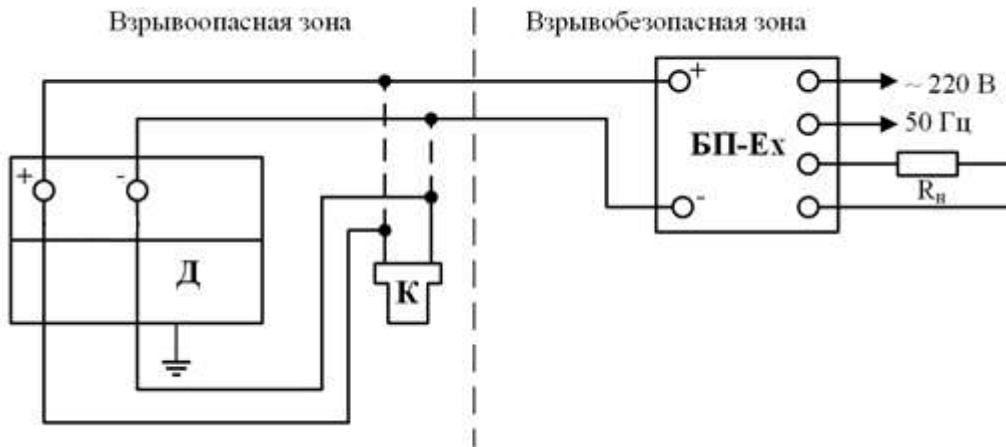 Взрывоопасная зона
Взрывобезопасная зона
+
~ 220 В
50 Гц
БП-Ex
Rн
-
+
-
Д
К